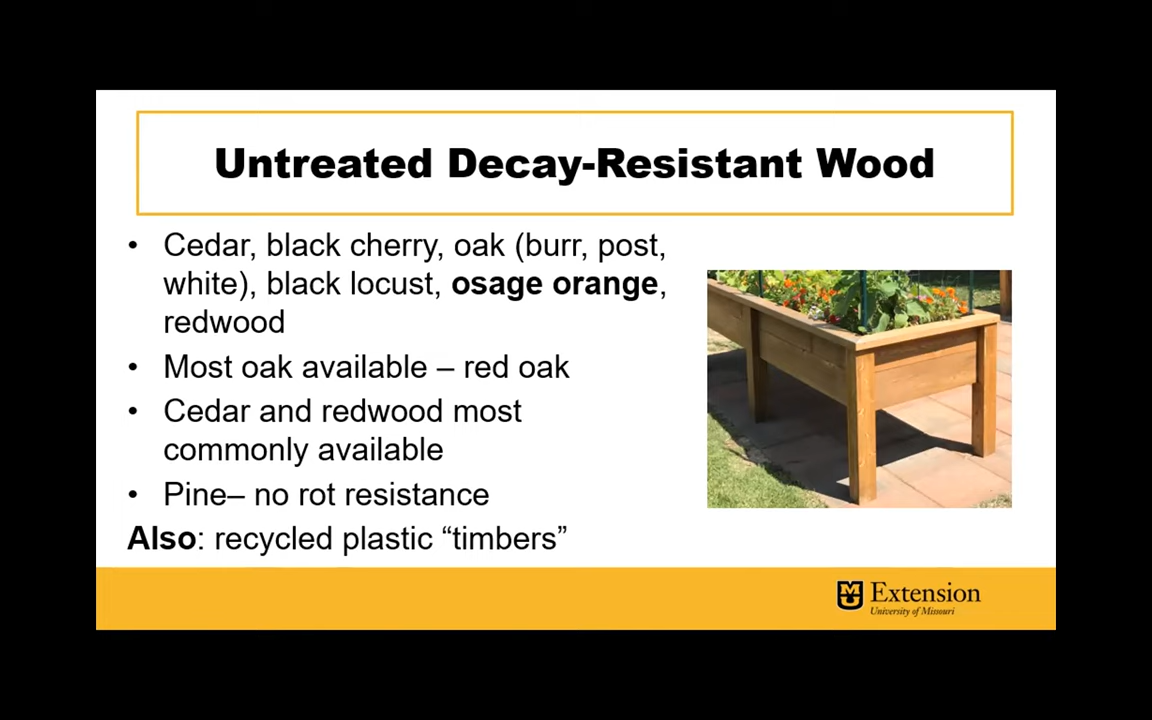 Untreated Decay-Resistant Wood
• Cedar, black cherry, oak (burr, post,
white), black locust, osage orange,
redwood
• Most oak available – red oak
• Cedar and redwood most
commonly available
• Pine– no rot resistance
Also: recycled plastic “timbers”
MU Extension
University of Missouri